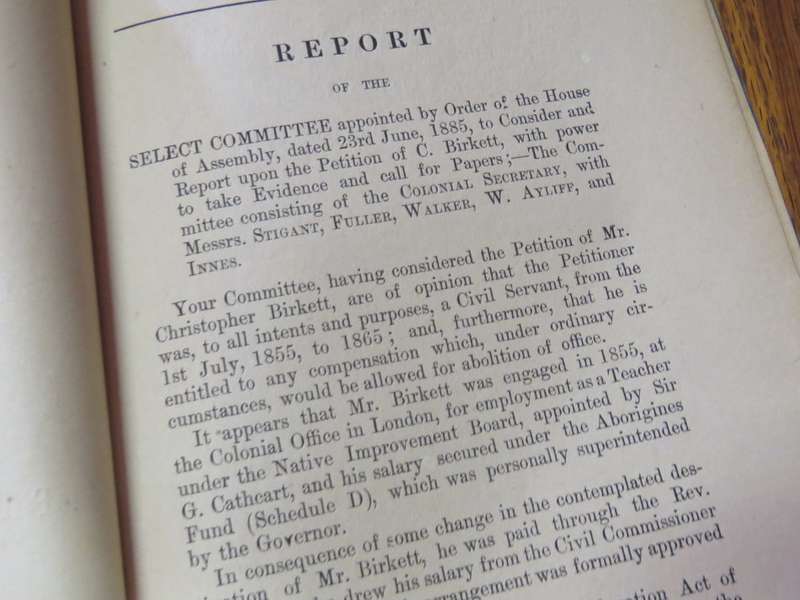 REPORT
OF THE
SELECT COMMITTEE appointed by Order of the House
of Assembly, dated 23rd June, 1885, to Consider and
Report upon the Petition of C. Birkett, with power
to take Evidence and call for Papers;—The Com-
mittee consisting of the COLONIAL SECRETARY, with
Messrs. STIGANT, FULLER, WALKER, W. AYLIFF, and
INNES.
Your Committee, having considered the Petition of Mr.
Christopher Birkett, are of opinion that the Petitioner
was, to all intents and purposes, a Civil Servant, from the
1st July, 1855, to 1865; and, furthermore, that he is
entitled to any compensation which, under ordinary cir-
cumstances, would be allowed for abolition of office.
It appears that Mr. Birkett was engaged in 1855, at
the Colonial Office in London, for employment as a Teacher
under the Native Improvement Board, appointed by Sir
G. Cathcart, and his salary secured under the Aborigines
Fund (Schedule D), which was personally superintended
by the Governor.
In consequence of some change in the contemplated des-
of Mr. Birkett, he was paid through the Rev.
drew his salary from the Civil Commissioner
arrangement was formally approved
Act of
the